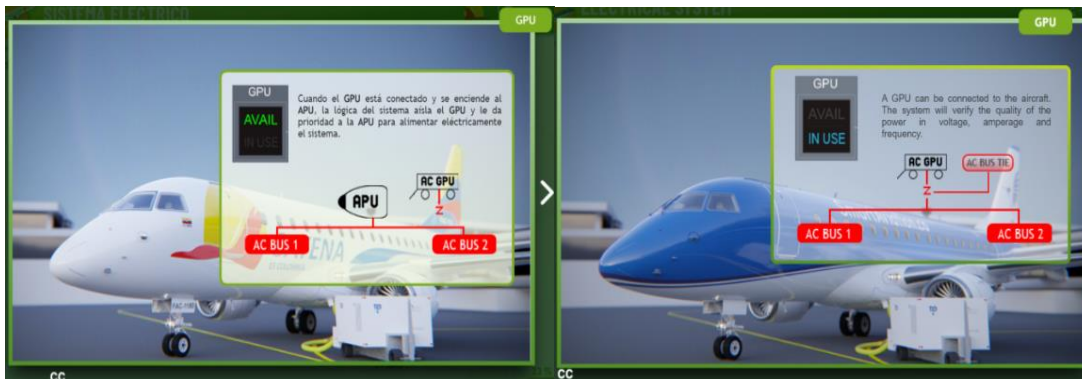 SISTEMA ELECTRICO
GPU
GPU
AVAIL
IN USE
Cuando el GPU está conectado y se enciende al
APU, la lógica del sistema aísla el GPU y le da
prioridad a la APU para alimentar eléctricamente
el sistema.
APU
AC GPU
AC BUS 1
AC BUS 2
CC
ELECTRICAL SYSTEM
GPU
GPU
AVAIL
IN USE
A GPU can be connected to the aircraft.
The system will verify the quality of the
power in voltage, amperage and
frequency.
AC GPU
AC BUS TIE
AC BUS 1
AC BUS 2
CC